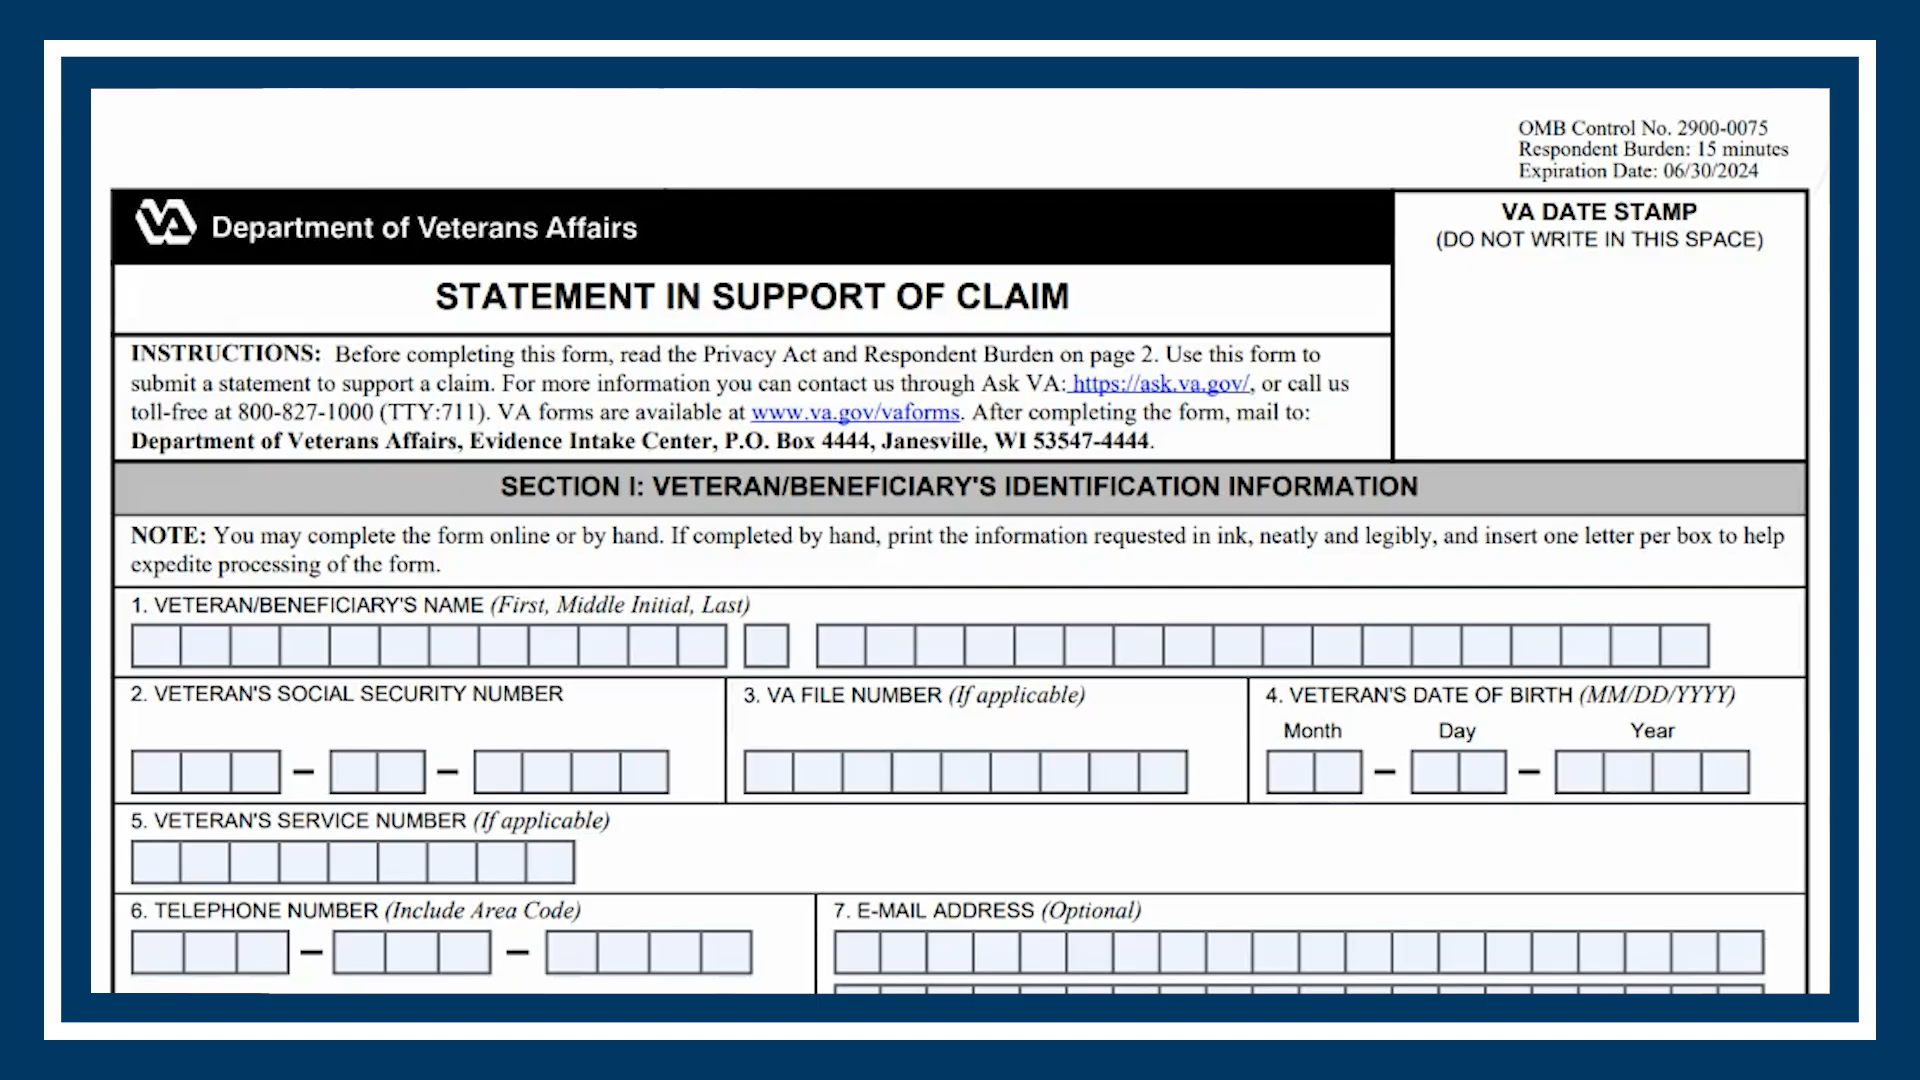 OMB Control No. 2900-0075
Respondent Burden: 15 minutes
Expiration Date: 06/30/2024
VA Department of Veterans Affairs
VA DATE STAMP
(DO NOT WRITE IN THIS SPACE)
STATEMENT IN SUPPORT OF CLAIM
INSTRUCTIONS: Before completing this form, read the Privacy Act and Respondent Burden on page 2. Use this form to
submit a statement to support a claim. For more information you can contact us through Ask VA: https://ask.va.gov/, or call us
toll-free at 800-827-1000 (TTY:711). VA forms are available at www.va.gov/vaforms. After completing the form, mail to:
Department of Veterans Affairs, Evidence Intake Center, P.O. Box 4444, Janesville, WI 53547-4444.
SECTION I: VETERAN/BENEFICIARY'S IDENTIFICATION INFORMATION
NOTE: You may complete the form online or by hand. If completed by hand, print the information requested in ink, neatly and legibly, and insert one letter per box to help
expedite processing of the form.
1. VETERAN/BENEFICIARY'S NAME (First, Middle Initial, Last)
2. VETERAN'S SOCIAL SECURITY NUMBER
3. VA FILE NUMBER (If applicable)
4. VETERAN'S DATE OF BIRTH (MM/DD/YYYY)
Month Day Year
5. VETERAN'S SERVICE NUMBER (If applicable)
6. TELEPHONE NUMBER (Include Area Code)
7. E-MAIL ADDRESS (Optional)